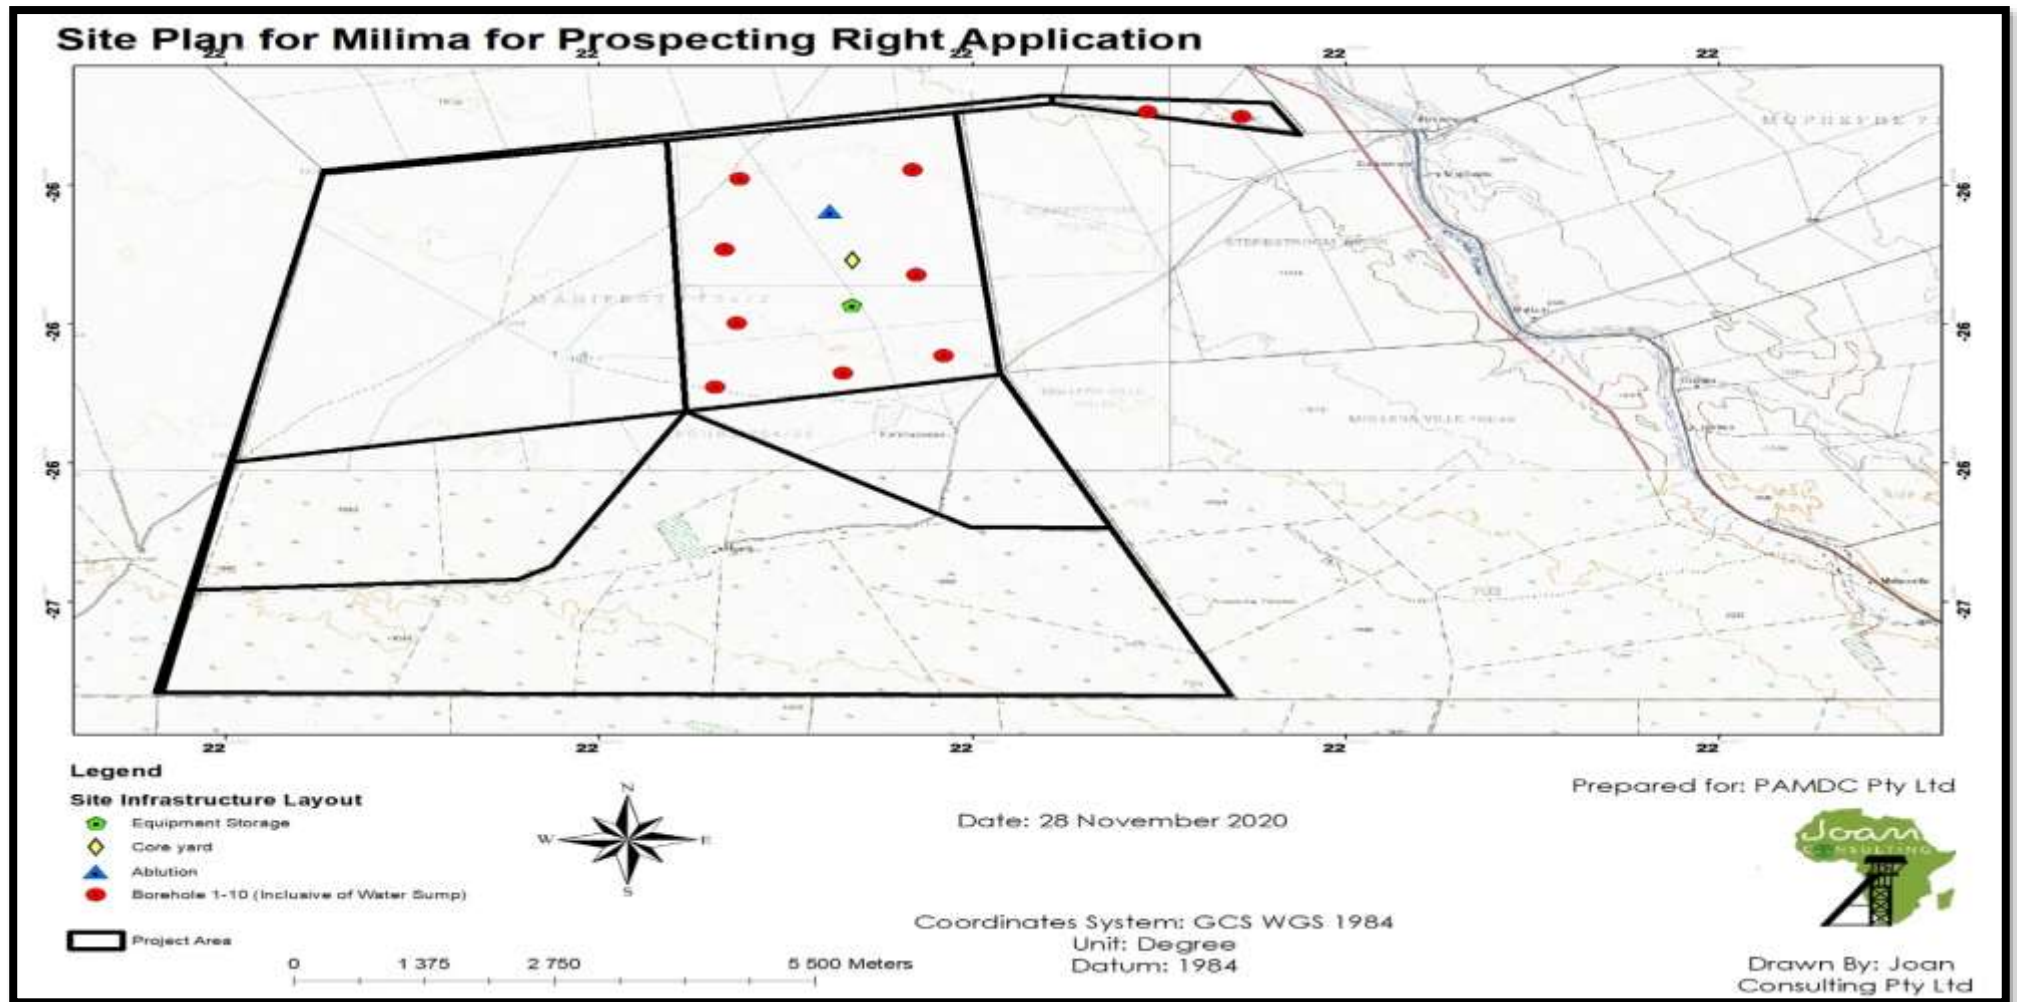 Site Plan for Milima for Prospecting Right Application
22 22 22 22 22
-26 -26
-26 -26
-26 -26
-27 -27
MOLLERS VILLE
22 22 22 22 22
Legend
Site Infrastructure Layout
Equipment Storage
Core yard
Ablution
Borehole 1-10 (Inclusive of Water Sump)
Project Area
0 1 375 2 750 5 500 Meters
N
W E
S
Date: 28 November 2020
Coordinates System: GCS WGS 1984
Unit: Degree
Datum: 1984
Prepared for: PAMDC Pty Ltd
Joan
CONSULTING
Drawn By: Joan
Consulting Pty Ltd